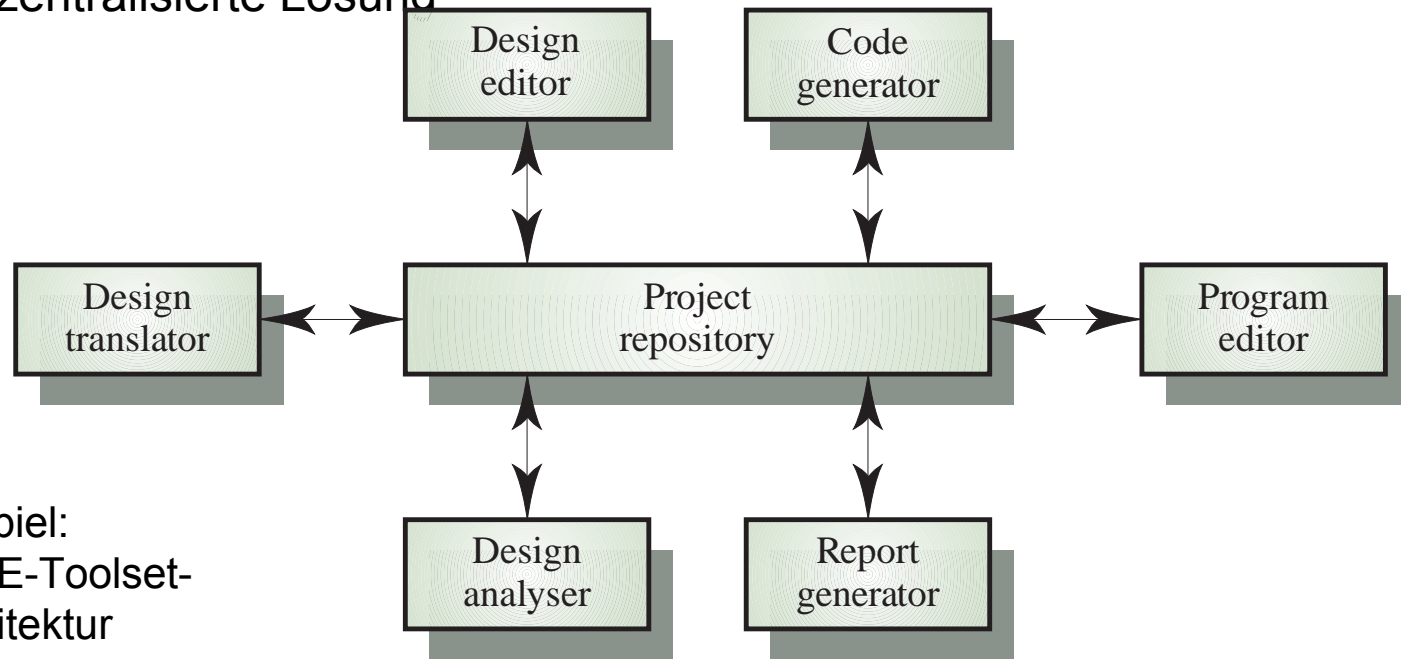 Zentralisierte Lösung
Design
editor
Code
generator
Design
translator
Project
repository
Program
editor
piel:
E-Toolset-
itektur
Design
analyser
Report
generator